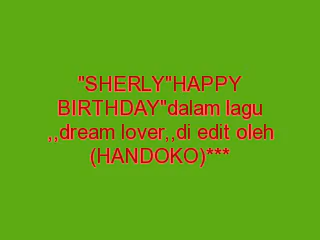 "SHERLY"HAPPY
BIRTHDAY"dalam lagu
,,dream lover,,di edit oleh
(HANDOKO)***